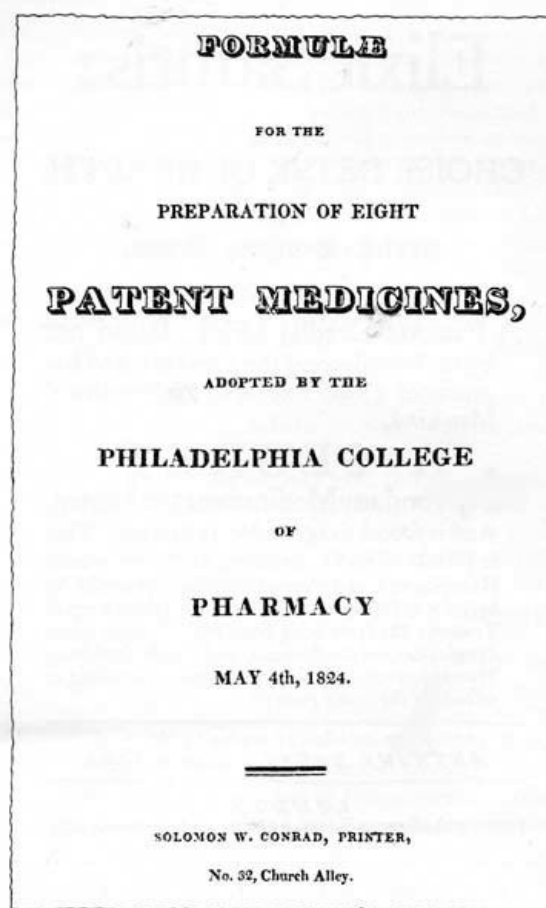 FORMULÆ
FOR THE
PREPARATION OF EIGHT
PATENT MEDICINES,
ADOPTED BY THE
PHILADELPHIA COLLEGE
OF
PHARMACY
MAY 4th, 1824.
SOLOMON W. CONRAD, PRINTER,
No. 32, Church Alley.